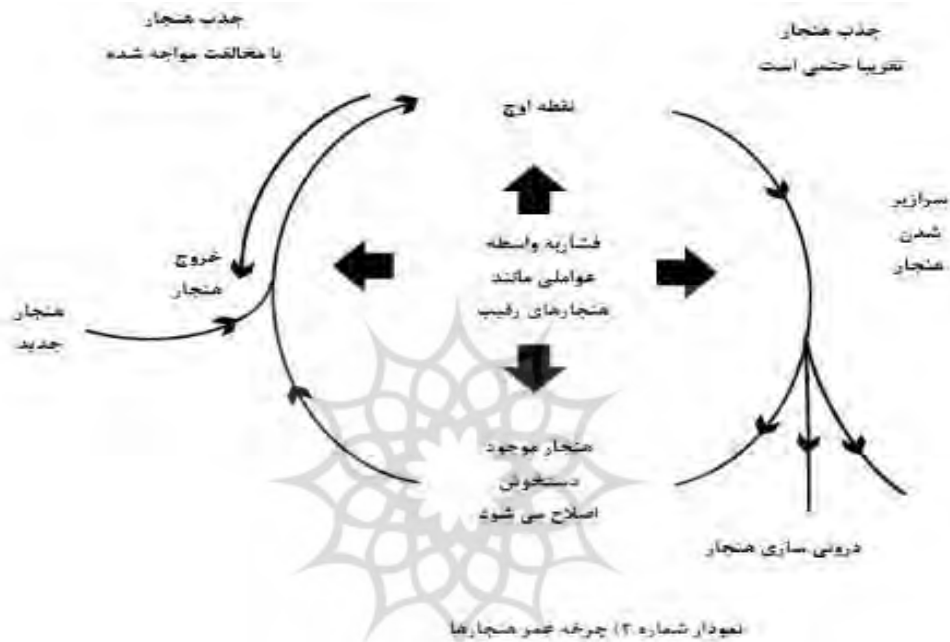 جذب هنجار
تقریبا حتمی است
جذب هنجار
با مخالفت مواجه شده
نقطه اوج
سرازیر
شدن
هنجار
فشاربه واسطه
عواملی مانند
هنجارهای رقیب
خروج
هنجار
هنجار
جدید
هنجار موجود
دستخوش
اصلاح می شود
درونی سازی هنجار
نمودار شماره ۲) چرخه عمر هنجارها